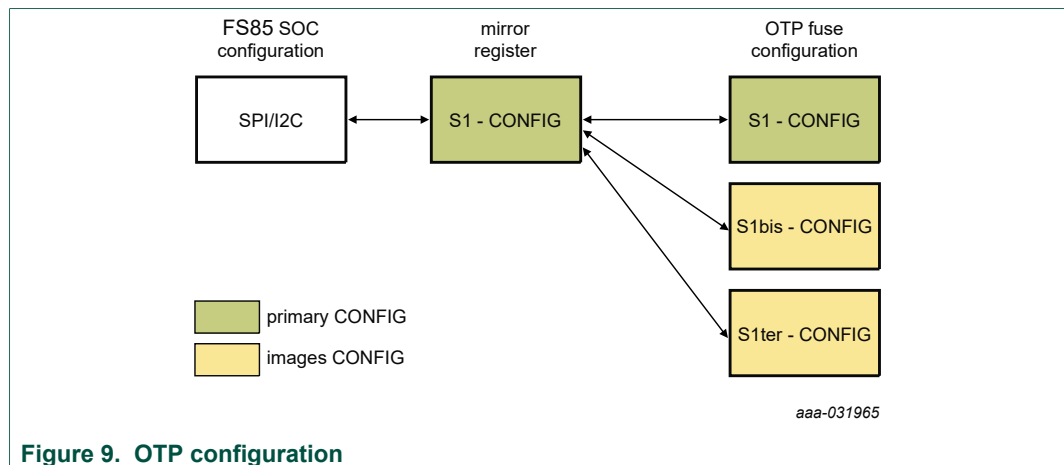 FS85 SOC
configuration
mirror
register
OTP fuse
configuration
SPI/I2C
S1 - CONFIG
S1 - CONFIG
S1bis - CONFIG
S1ter - CONFIG
primary CONFIG
images CONFIG
aaa-031965
Figure 9. OTP configuration